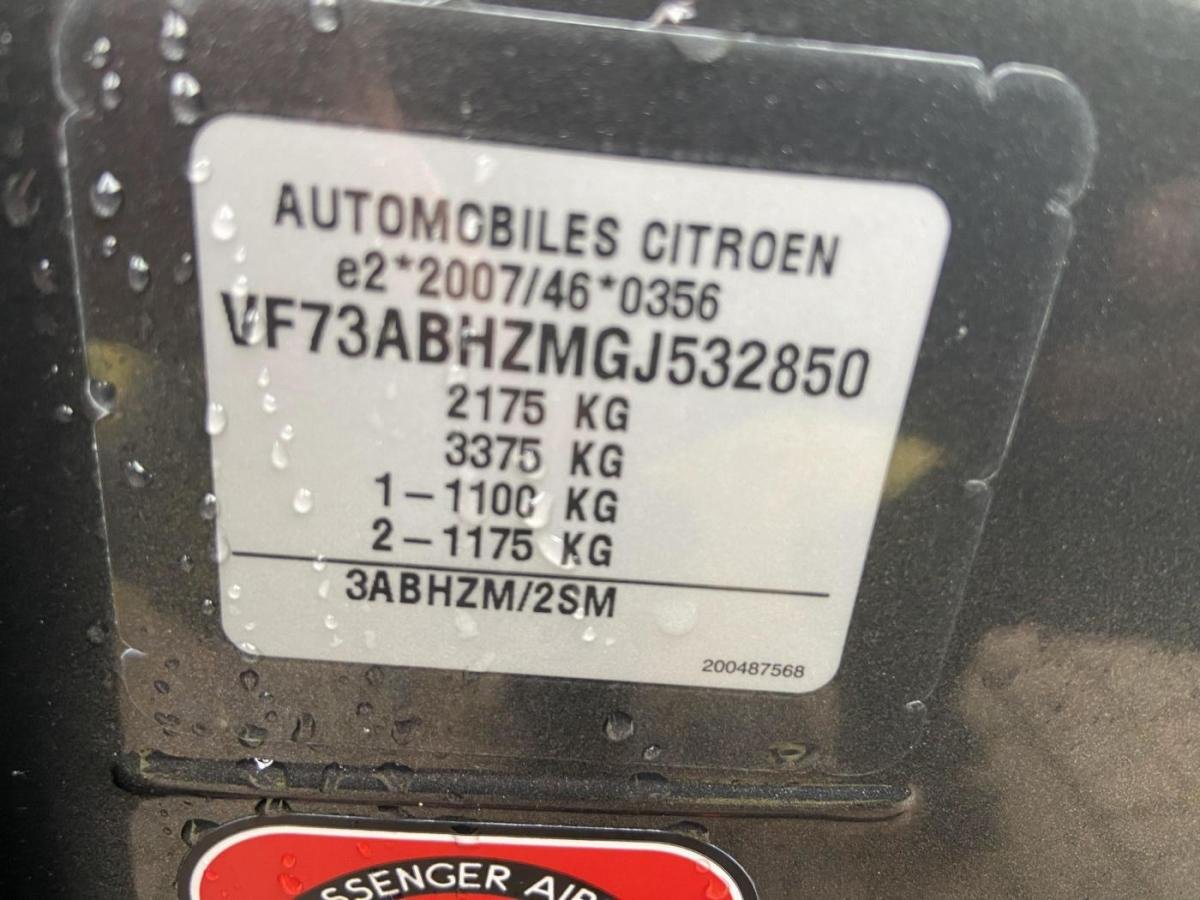 AUTOMOBILES CITROEN
e2*2007/46*0356
VF73ABHZMGJ532850
2175 KG
3375 KG
1-1100 KG
2-1175 KG
3ABHZM/2SM
200487568
SSENGER AIR